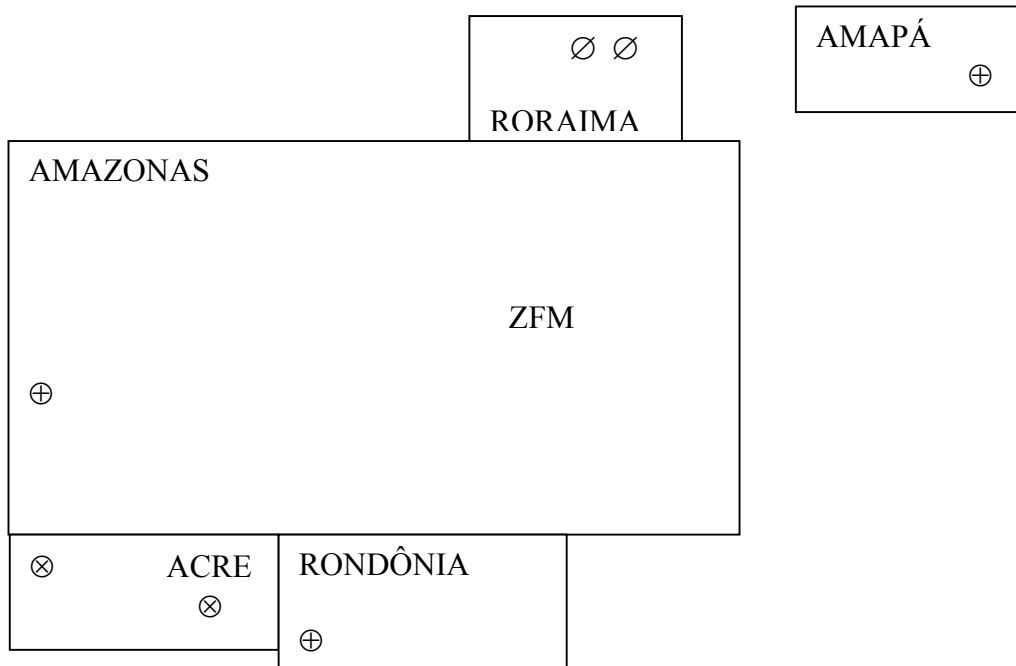 ∅ ∅
RORAIMA
AMAPÁ
⊕
AMAZONAS
ZFM
⊕
⊗ ACRE
⊗
RONDÔNIA
⊕